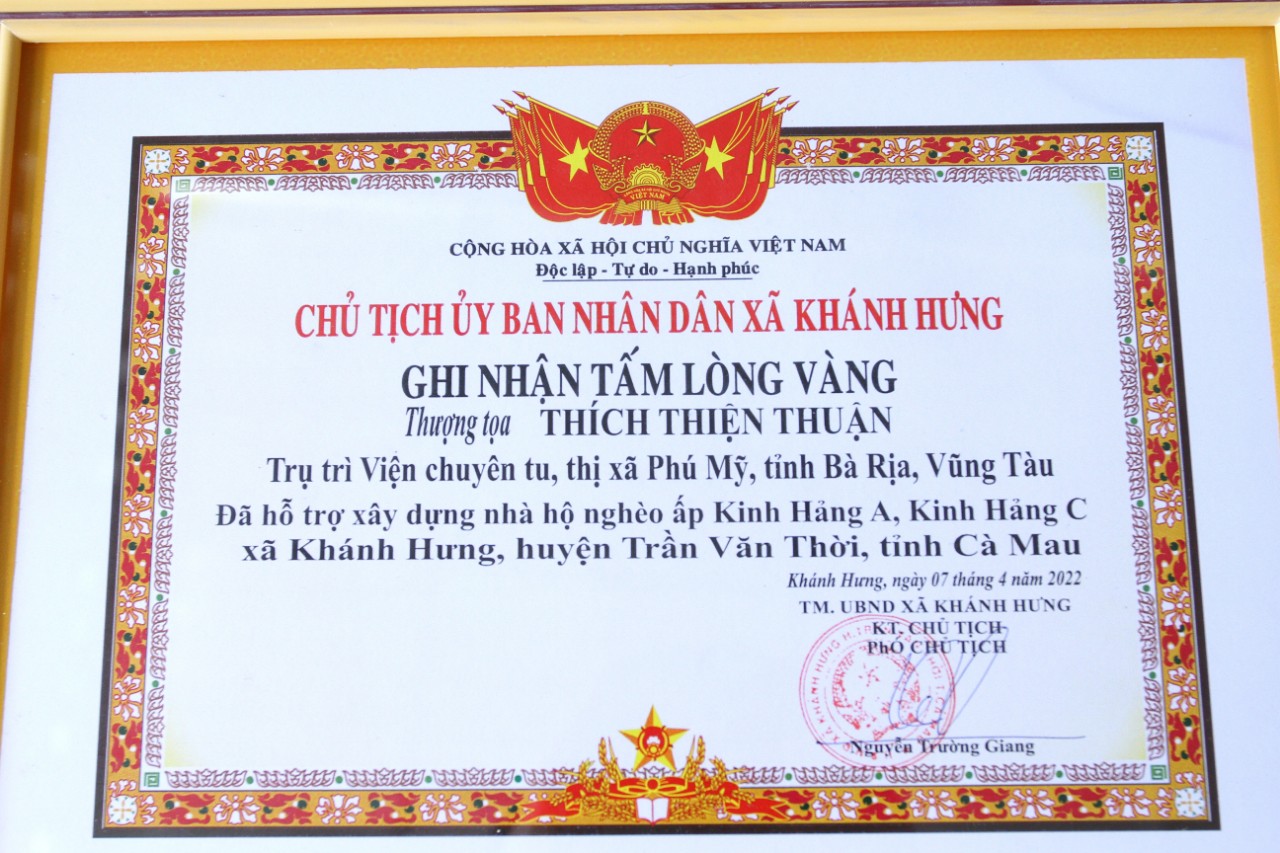 VIỆT NAM
CỘNG HÒA XÃ HỘI CHỦ NGHĨA VIỆT NAM
Độc lập - Tự do - Hạnh phúc
CHỦ TỊCH ỦY BAN NHÂN DÂN XÃ KHÁNH HƯNG
GHI NHẬN TẤM LÒNG VÀNG
Thượng tọa THÍCH THIỆN THUẬN
Trụ trì Viện chuyên tu, thị xã Phú Mỹ, tỉnh Bà Rịa, Vũng Tàu
Đã hỗ trợ xây dựng nhà hộ nghèo ấp Kinh Hảng A, Kinh Hảng C
xã Khánh Hưng, huyện Trần Văn Thời, tỉnh Cà Mau
Khánh Hưng, ngày 07 tháng 4 năm 2022
TM. UBND XÃ KHÁNH HƯNG
KT. CHỦ TỊCH
PhÓ CHỦ TỊCH
KHÁNH HƯNG
Nguyễn Trường Giang